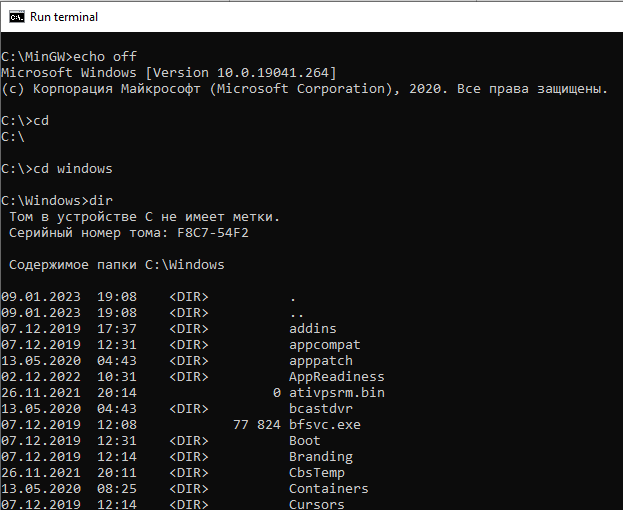 C:\.
Run terminal
C:\MinGW>echo off
Microsoft Windows [Version 10.0.19041.264]
(c) Корпорация Майкрософт (Microsoft Corporation), 2020. Все права защищены.
C:\>cd
C:\
C:\>cd windows
C:\Windows>dir
Том в устройстве C не имеет метки.
Серийный номер тома: F8C7-54F2
Содержимое папки C:\Windows
09.01.2023  19:08    <DIR>          .
09.01.2023  19:08    <DIR>          ..
07.12.2019  17:37    <DIR>          addins
07.12.2019  12:31    <DIR>          appcompat
13.05.2020  04:43    <DIR>          apppatch
02.12.2022  10:31    <DIR>          AppReadiness
26.11.2021  20:14                 0 ativpsrm.bin
13.05.2020  04:43    <DIR>          bcastdvr
07.12.2019  12:08            77 824 bfsvc.exe
07.12.2019  12:31    <DIR>          Boot
07.12.2019  12:14    <DIR>          Branding
26.11.2021  20:11    <DIR>          CbsTemp
13.05.2020  08:25    <DIR>          Containers
07.12.2019  12:14    <DIR>          Cursors